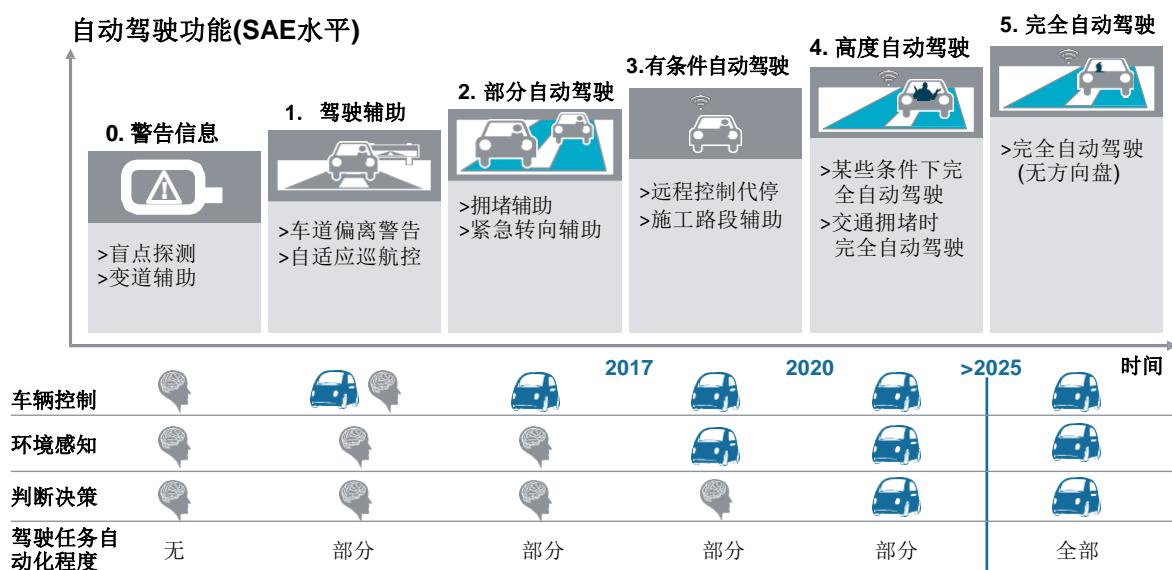 自动驾驶功能(SAE水平)
0. 警告信息
>盲点探测
>变道辅助
1. 驾驶辅助
>车道偏离警告
>自适应巡航控
2. 部分自动驾驶
>拥堵辅助
>紧急转向辅助
3.有条件自动驾驶
>远程控制代停
>施工路段辅助
4. 高度自动驾驶
>某些条件下完
全自动驾驶
>交通拥堵时
完全自动驾驶
5. 完全自动驾驶
>完全自动驾驶
(无方向盘)
2017 2020 >2025 时间
车辆控制
环境感知
判断决策
驾驶任务自
动化程度
无 部分 部分 部分 部分 全部